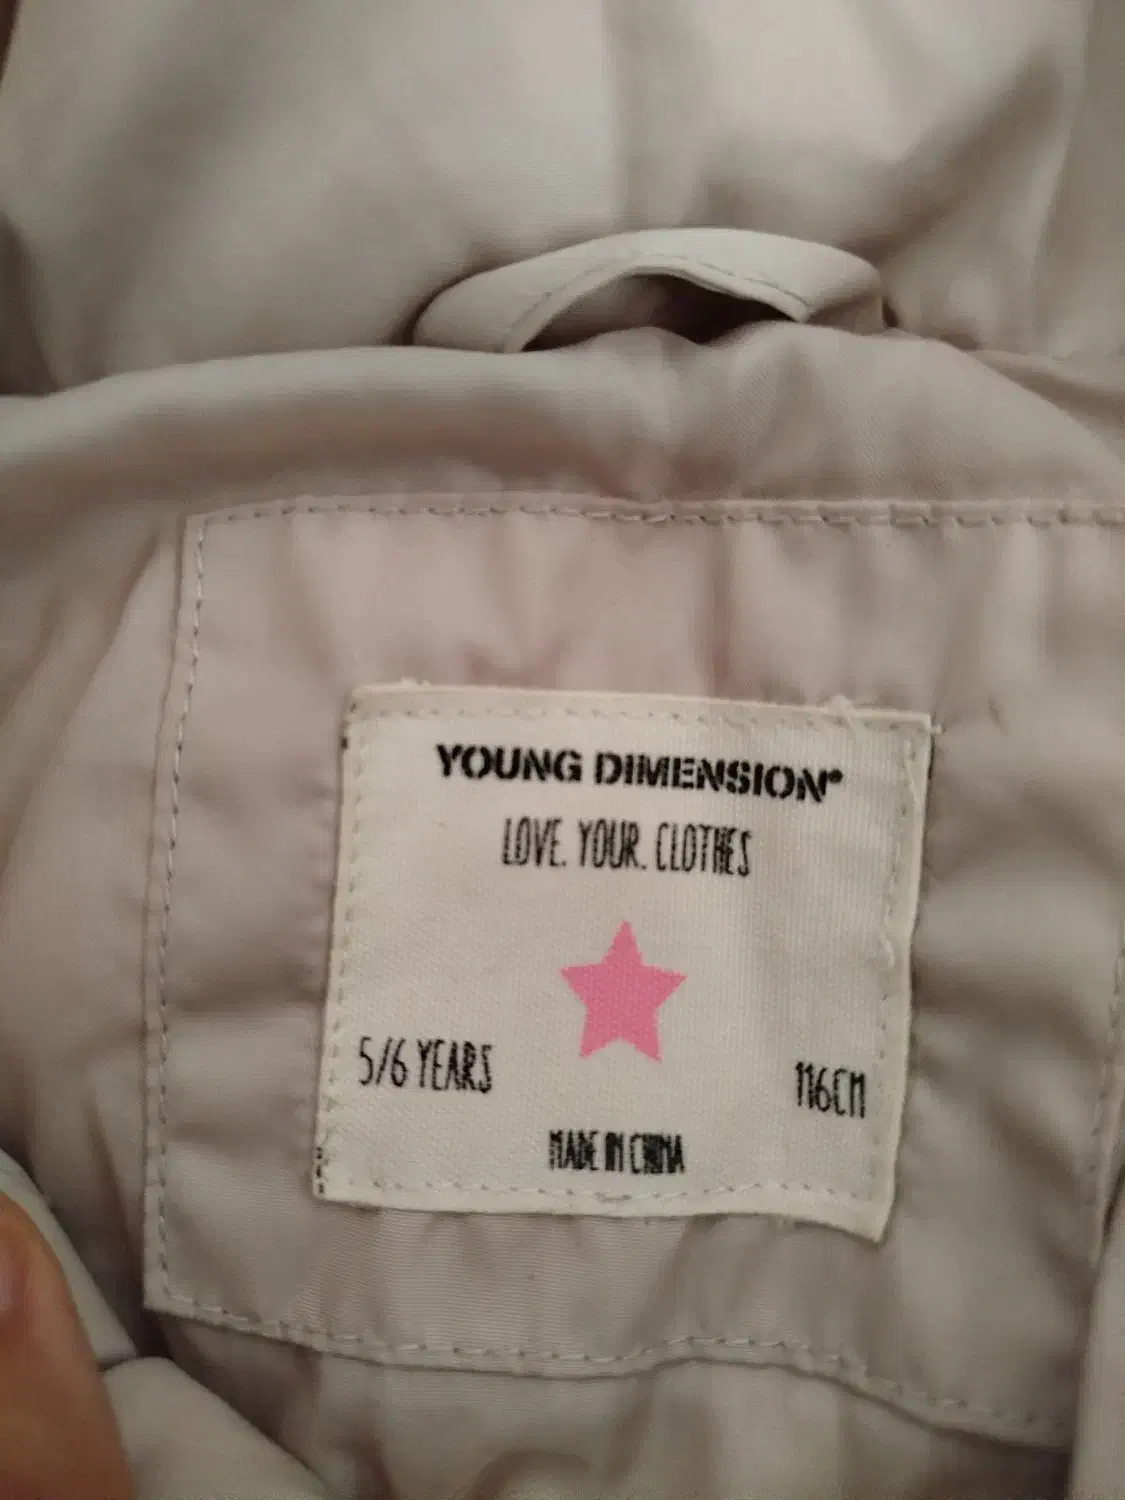 YOUNG DIMENSION®
LOVE. YOUR. CLOTHES
5/6 YEARS
116CM
MADE IN CHINA